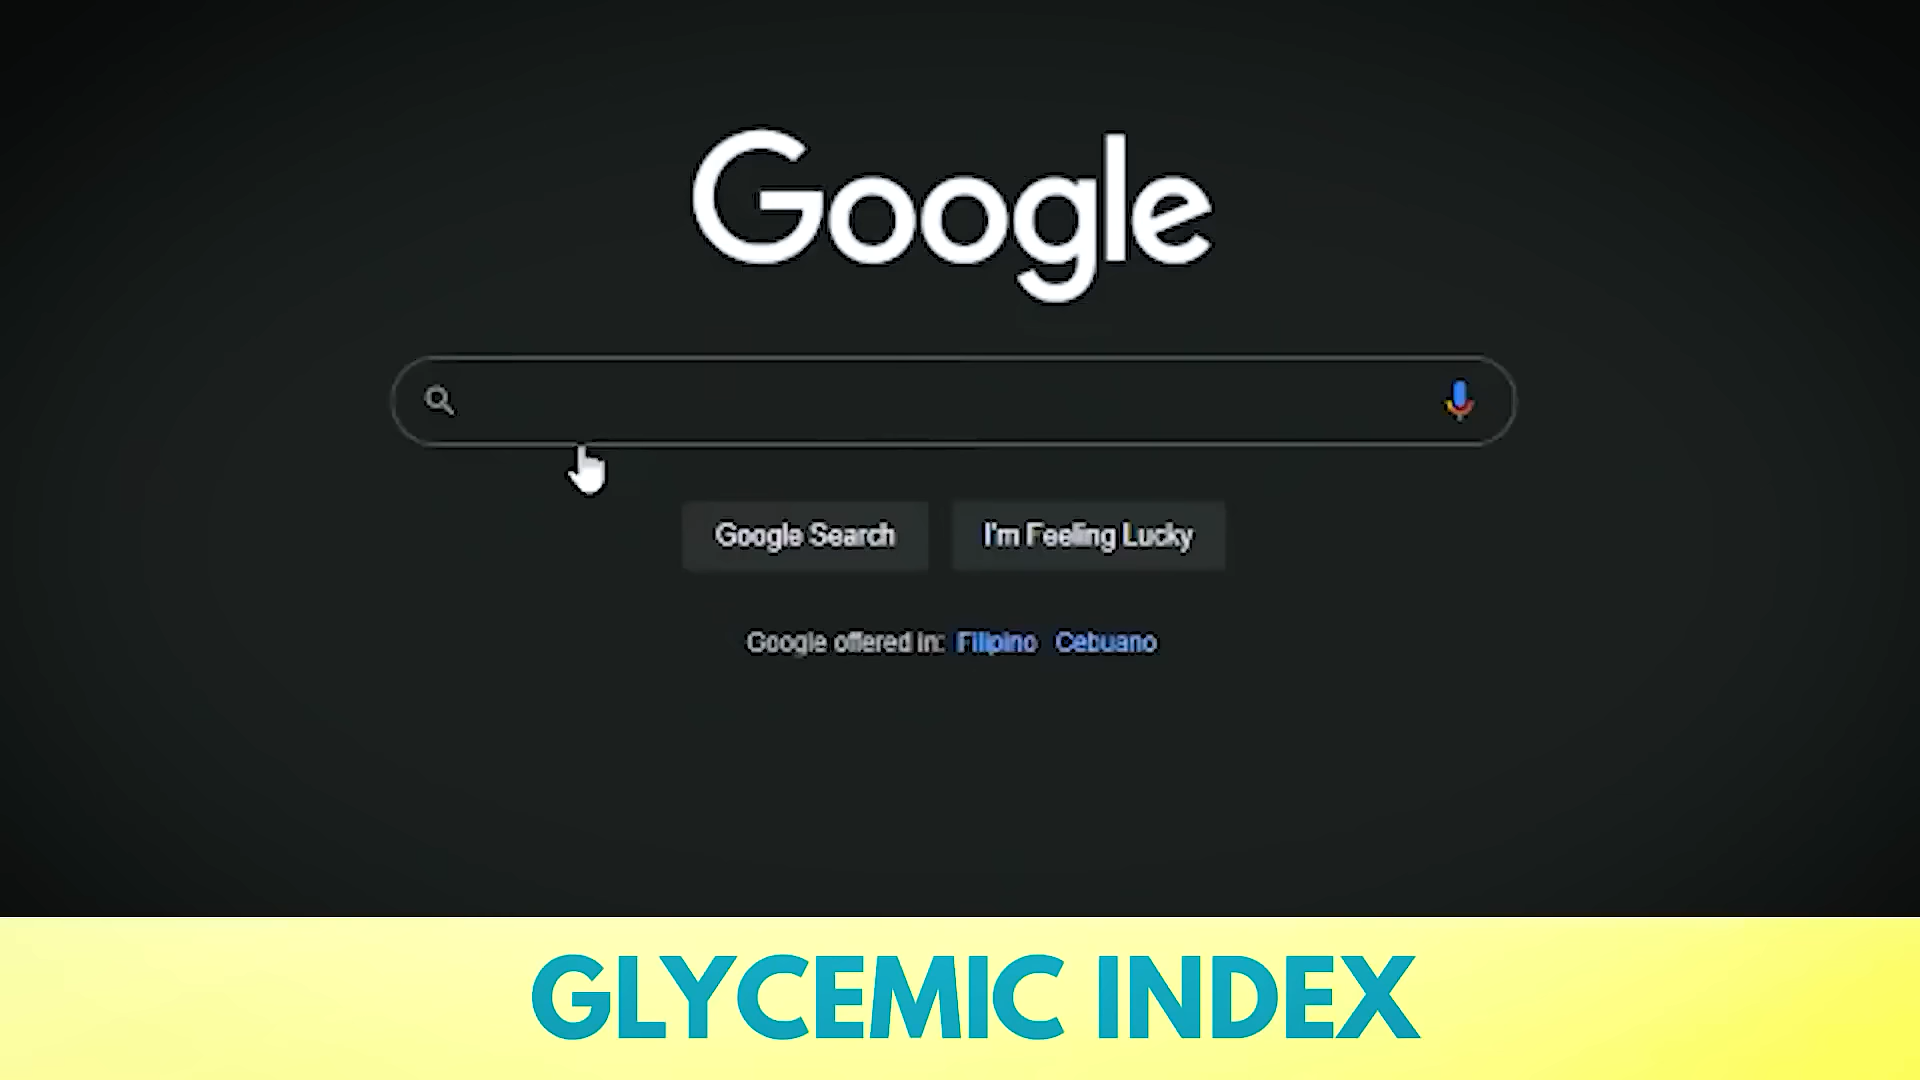 Google
Google Search I'm Feeling Lucky
Google offered in: Filipino Cebuano
GLYCEMIC INDEX